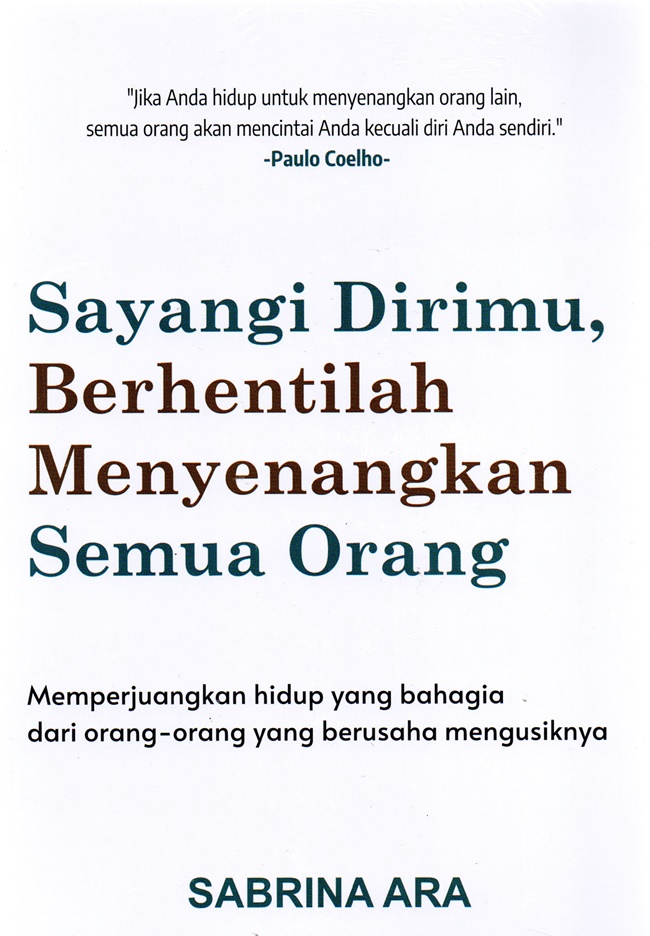 "Jika Anda hidup untuk menyenangkan orang lain,
semua orang akan mencintai Anda kecuali diri Anda sendiri."
-Paulo Coelho-
Sayangi Dirimu,
Berhentilah
Menyenangkan
Semua Orang
Memperjuangkan hidup yang bahagia
dari orang-orang yang berusaha mengusiknya
SABRINA ARA